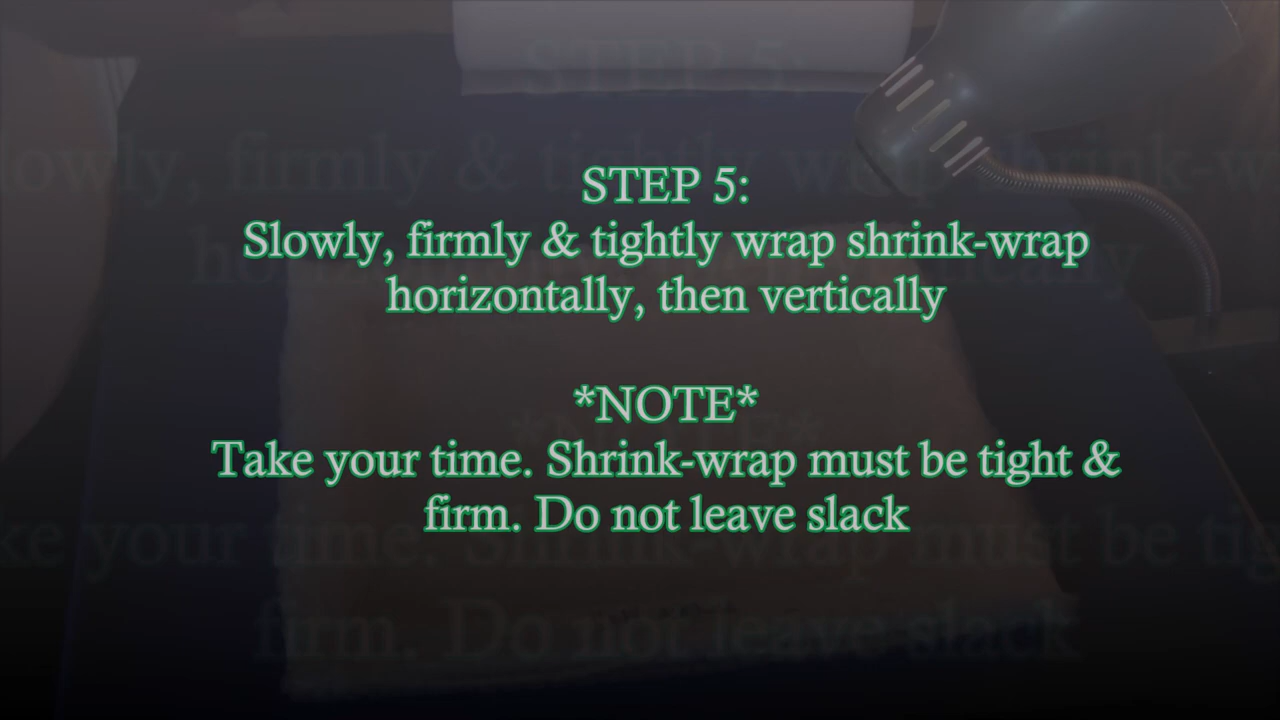 STEP 5:
Slowly, firmly & tightly wrap shrink-wrap
horizontally, then vertically
*NOTE*
Take your time. Shrink-wrap must be tight &
firm. Do not leave slack